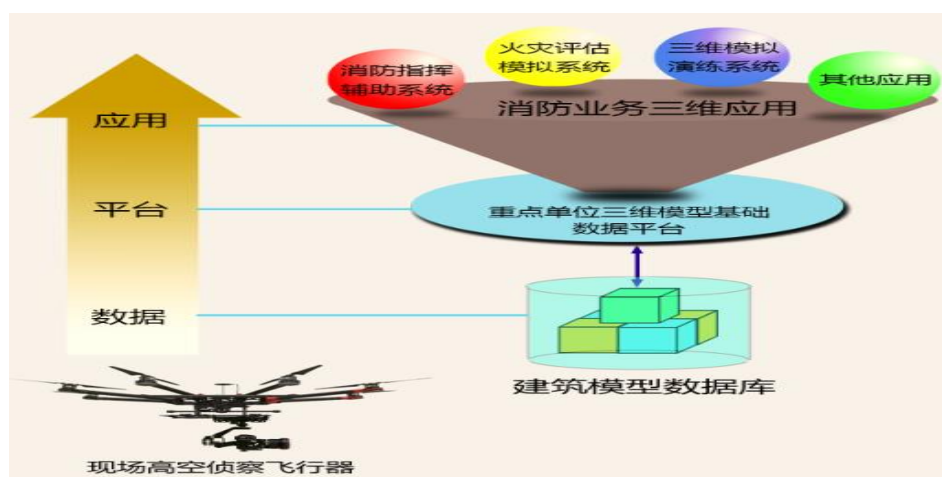 消防指挥
辅助系统
火灾评估
模拟系统
三维模拟
演练系统
其他应用
消防业务三维应用
应用
平台
重点单位三维模型基础
数据平台
数据
建筑模型数据库
现场高空侦察飞行器